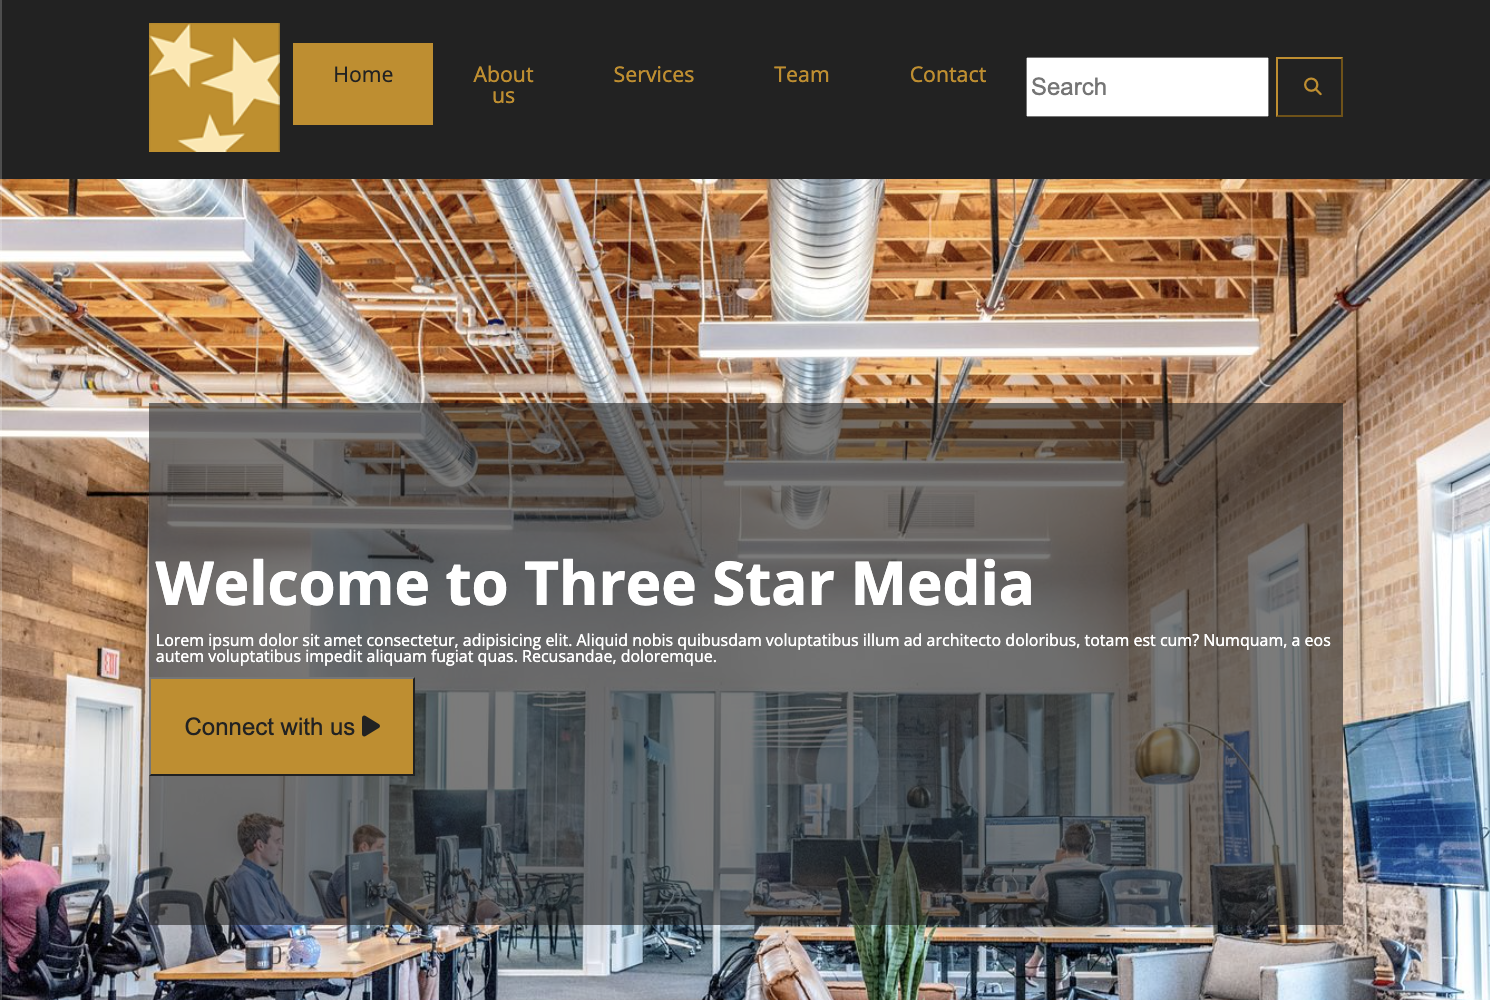 Home
About
us
Services
Team
Contact
Search
Welcome to Three Star Media
Lorem ipsum dolor sit amet consectetur, adipisicing elit. Aliquid nobis quibusdam voluptatibus illum ad architecto doloribus, totam est cum? Numquam, a eos
autem voluptatibus impedit aliquam fugiat quas. Recusandae, doloremque.
EXIT
Connect with us